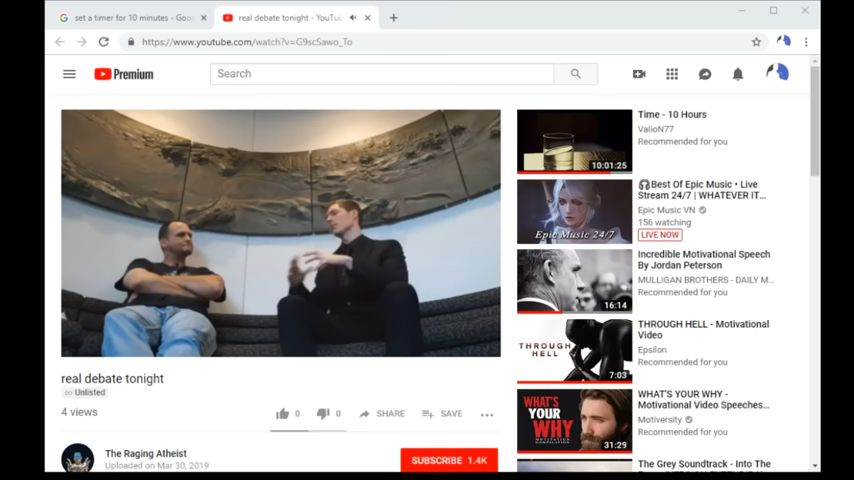 set a timer for 10 minutes - Goo
real debate tonight - YouTu
https://www.youtube.com/watch?v=G9scSawo_To
Premium
Search
real debate tonight
Unlisted
4 views
0
0
SHARE
SAVE
The Raging Atheist
Uploaded on Mar 30, 2019
SUBSCRIBE 1.4K
Time - 10 Hours
ValioN77
Recommended for you
10:01:25
🎧Best Of Epic Music • Live
Stream 24/7 | WHATEVER IT...
Epic Music VN
156 watching
LIVE NOW
Epic Music 24/7
Incredible Motivational Speech
By Jordan Peterson
MULLIGAN BROTHERS - DAILY M...
Recommended for you
16:14
THROUGH HELL - Motivational
Video
Epsilon
Recommended for you
THROUGH
HELL
7:03
WHAT'S YOUR WHY -
Motivational Video Speeches...
Motiversity
Recommended for you
WHAT'S
YOUR
WHY
31:29
The Grey Soundtrack - Into The